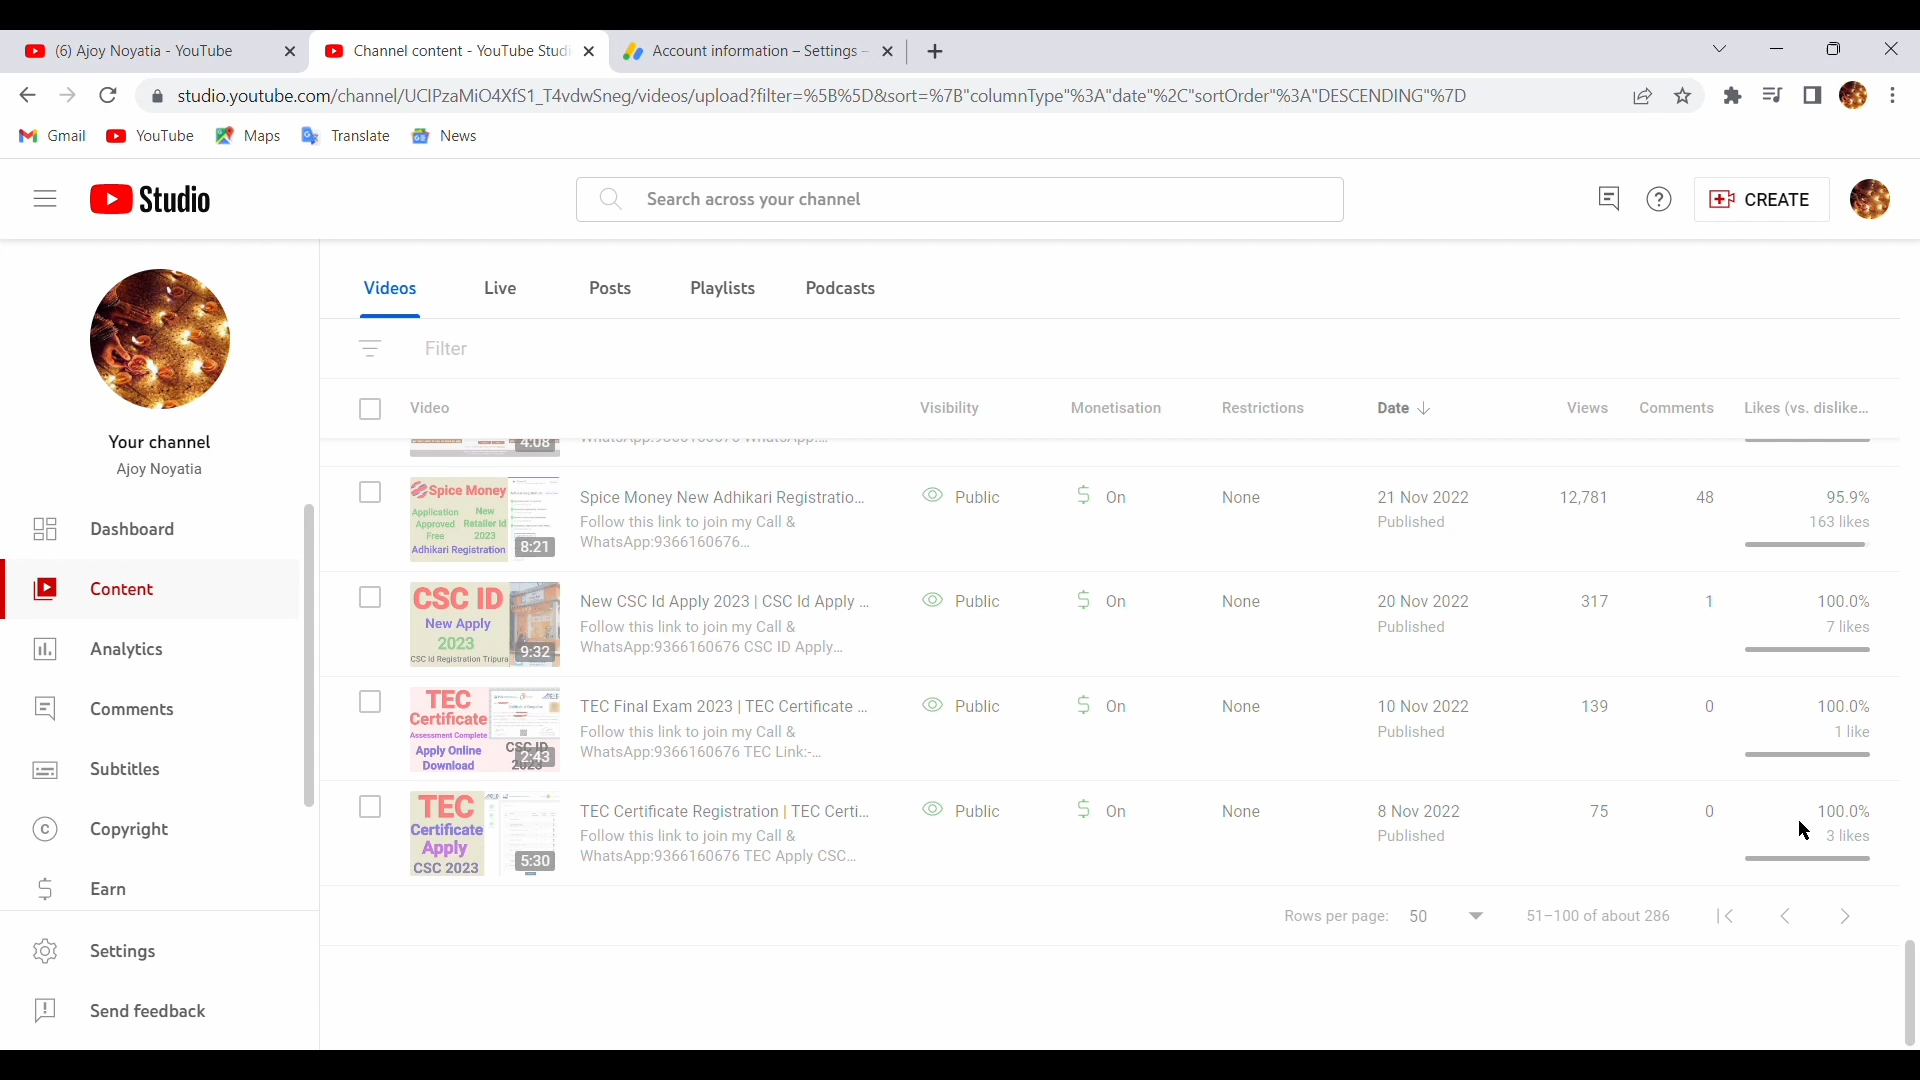 (6) Ajoy Noyatia - YouTube
Channel content - YouTube Studi
Account information – Settings -
studio.youtube.com/channel/UCIPzaMiO4XfS1_T4vdwSneg/videos/upload?filter=%5B%5D&sort=%7B"columnType"%3A"date"%2C"sortOrder"%3A"DESCENDING"%7D
Gmail YouTube Maps Translate News
Studio
Search across your channel
CREATE
Your channel
Ajoy Noyatia
Dashboard
Content
Analytics
Comments
Subtitles
Copyright
Earn
Settings
Send feedback
Videos Live Posts Playlists Podcasts
Filter
Video Visibility Monetisation Restrictions Date Views Comments Likes (vs. dislike...
4:08
Spice Money
Application Approved Free
New Retailer Id 2023
Adhikari Registration
8:21
Spice Money New Adhikari Registratio... Public On None 21 Nov 2022 12,781 48 95.9%
Follow this link to join my Call & Published 163 likes
WhatsApp:9366160676...
CSC ID
New Apply
2023
CSC Id Registration Tripura
9:32
New CSC Id Apply 2023 | CSC Id Apply ... Public On None 20 Nov 2022 317 1 100.0%
Follow this link to join my Call & Published 7 likes
WhatsApp:9366160676 CSC ID Apply...
TEC
Certificate
Assessment Complete
Apply Online
Download
CSC ID
2023
2:43
TEC Final Exam 2023 | TEC Certificate ... Public On None 10 Nov 2022 139 0 100.0%
Follow this link to join my Call & Published 1 like
WhatsApp:9366160676 TEC Link:-...
TEC
Certificate
Apply
CSC 2023
5:30
TEC Certificate Registration | TEC Certi... Public On None 8 Nov 2022 75 0 100.0%
Follow this link to join my Call & Published 3 likes
WhatsApp:9366160676 TEC Apply CSC...
Rows per page: 50 51–100 of about 286